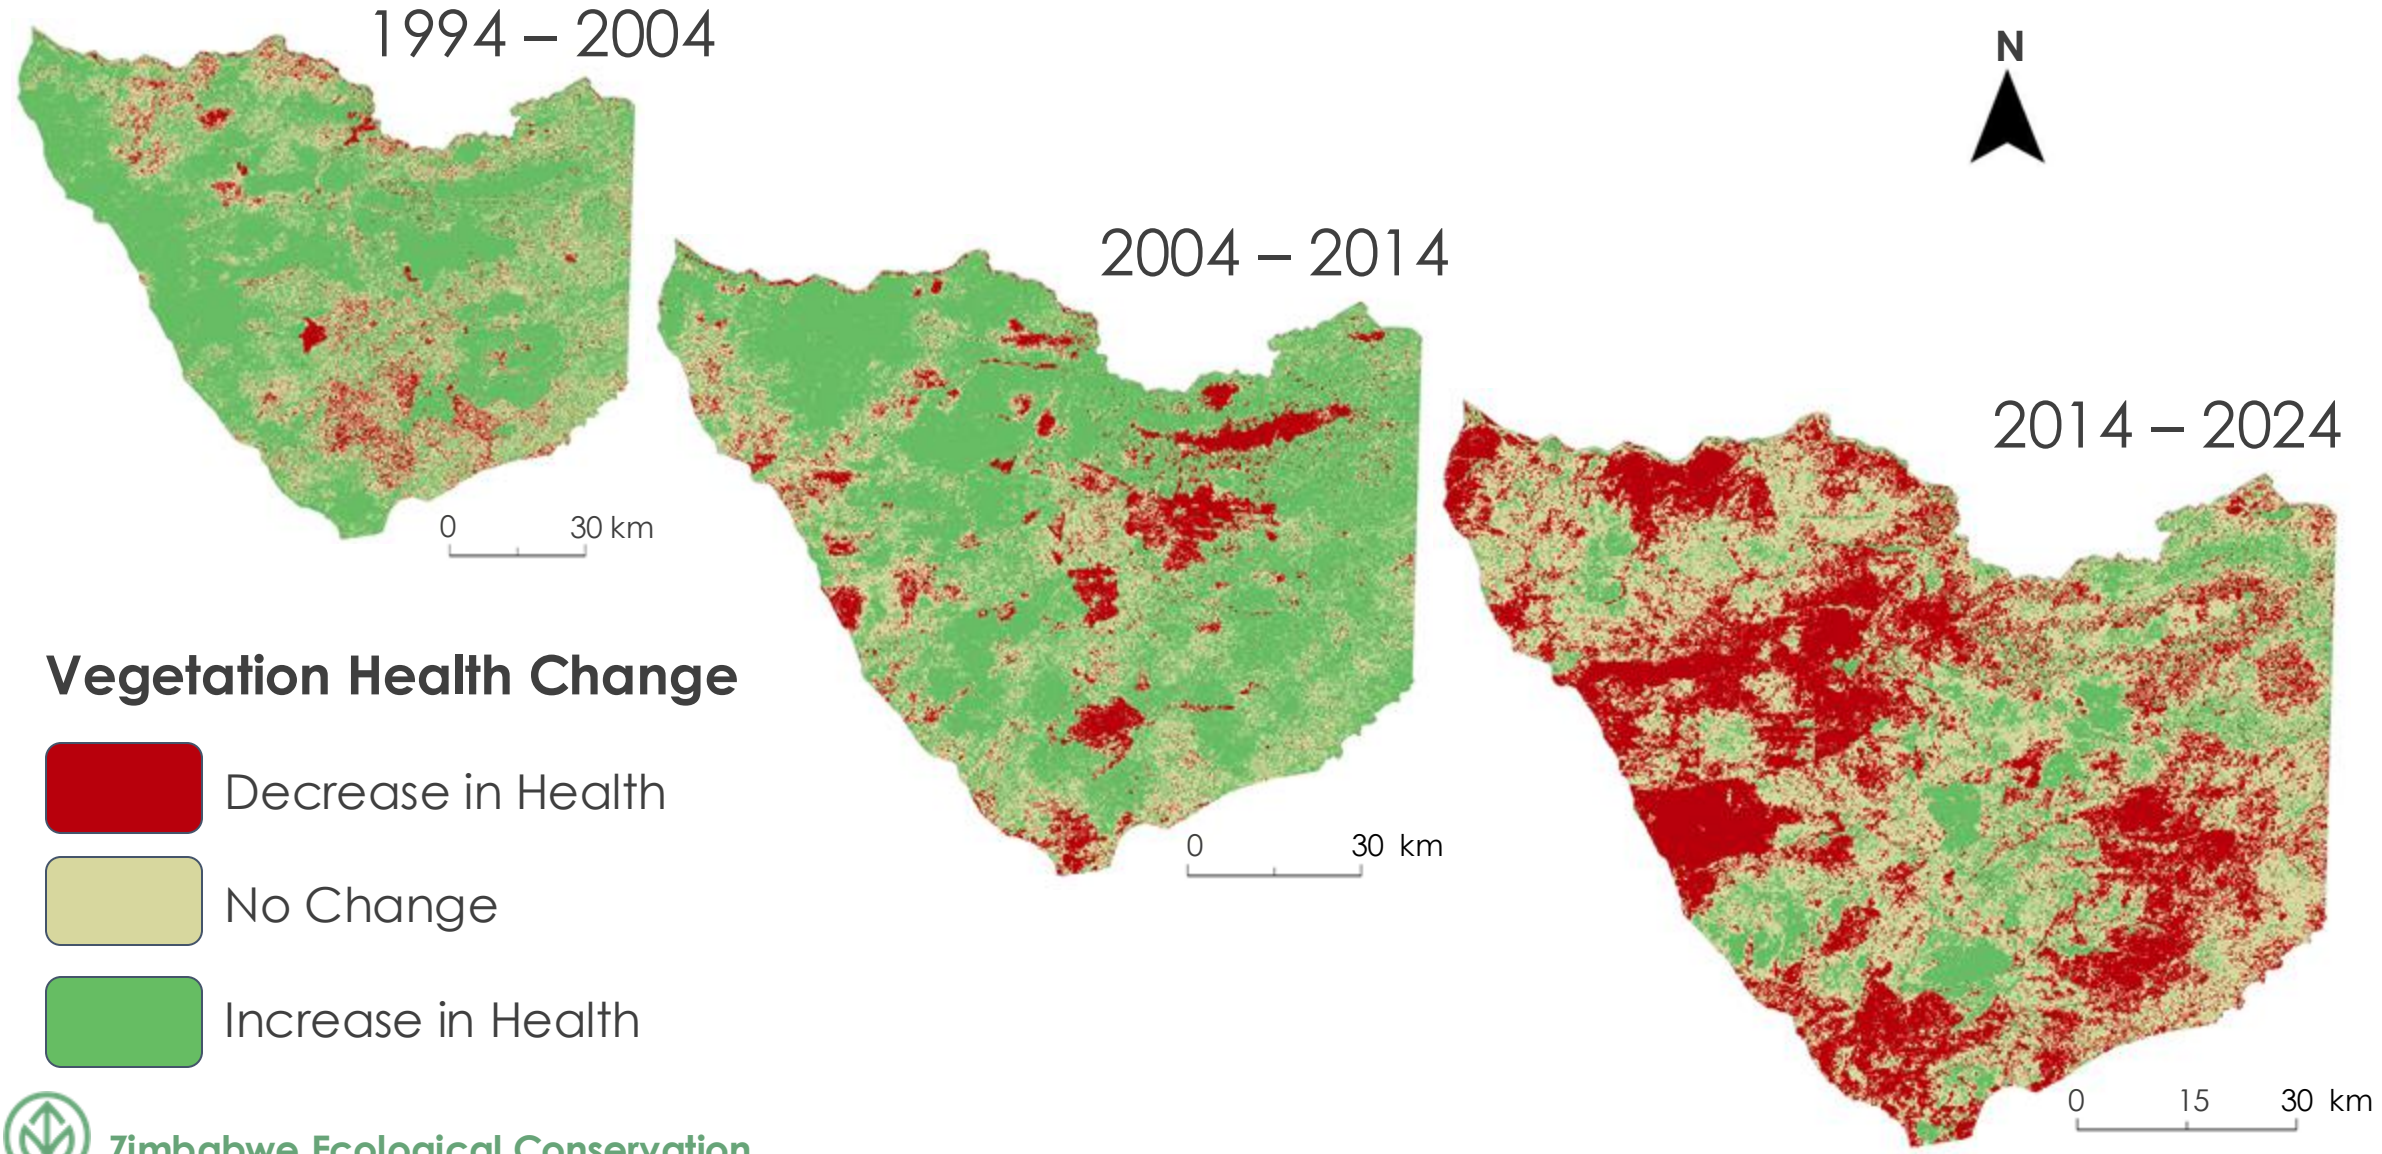 1994 – 2004
N
2004 – 2014
2014 – 2024
0 30 km
Vegetation Health Change
Decrease in Health
No Change
Increase in Health
0 30 km
0 15 30 km
Zimbabwe Ecological Conservation